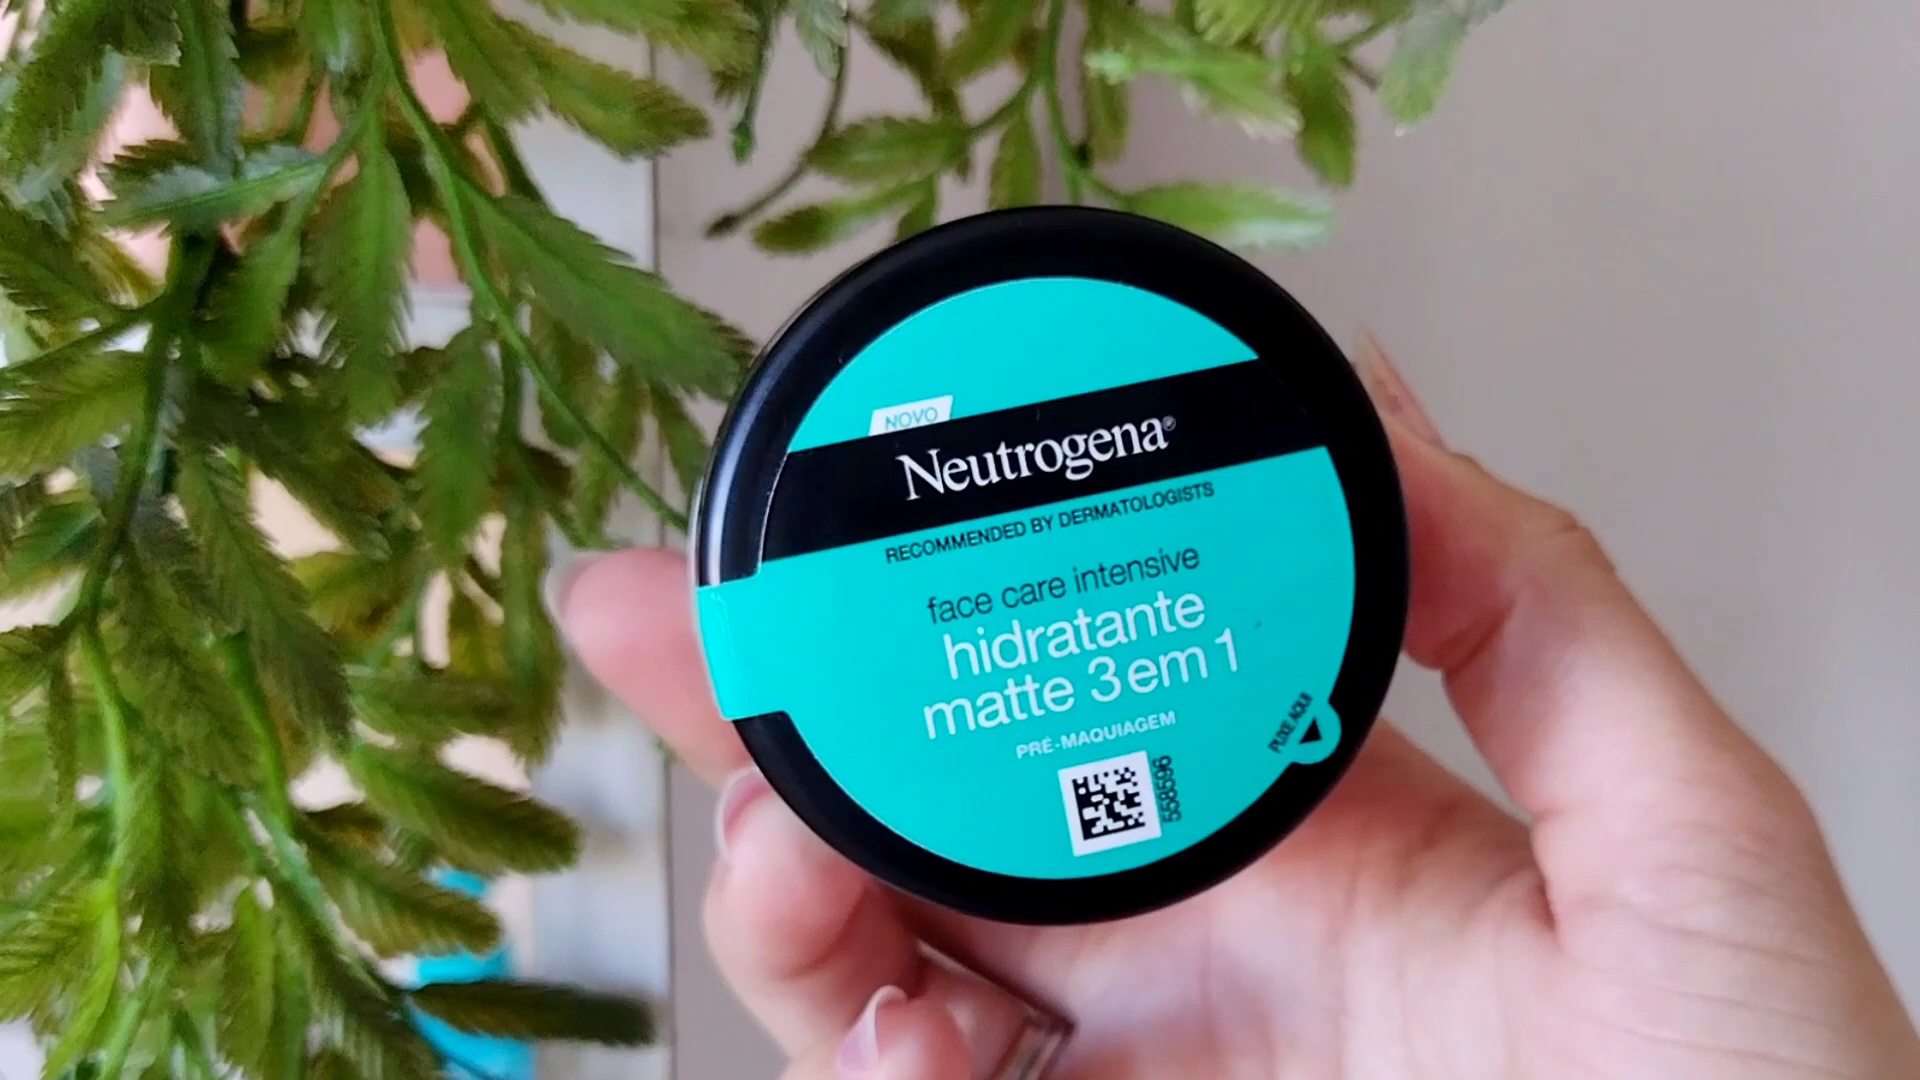 NOVO
Neutrogena®
RECOMMENDED BY DERMATOLOGISTS
face care intensive
hidratante
matte 3 em 1
PRÉ-MAQUIAGEM
558596
PUXE AQUI